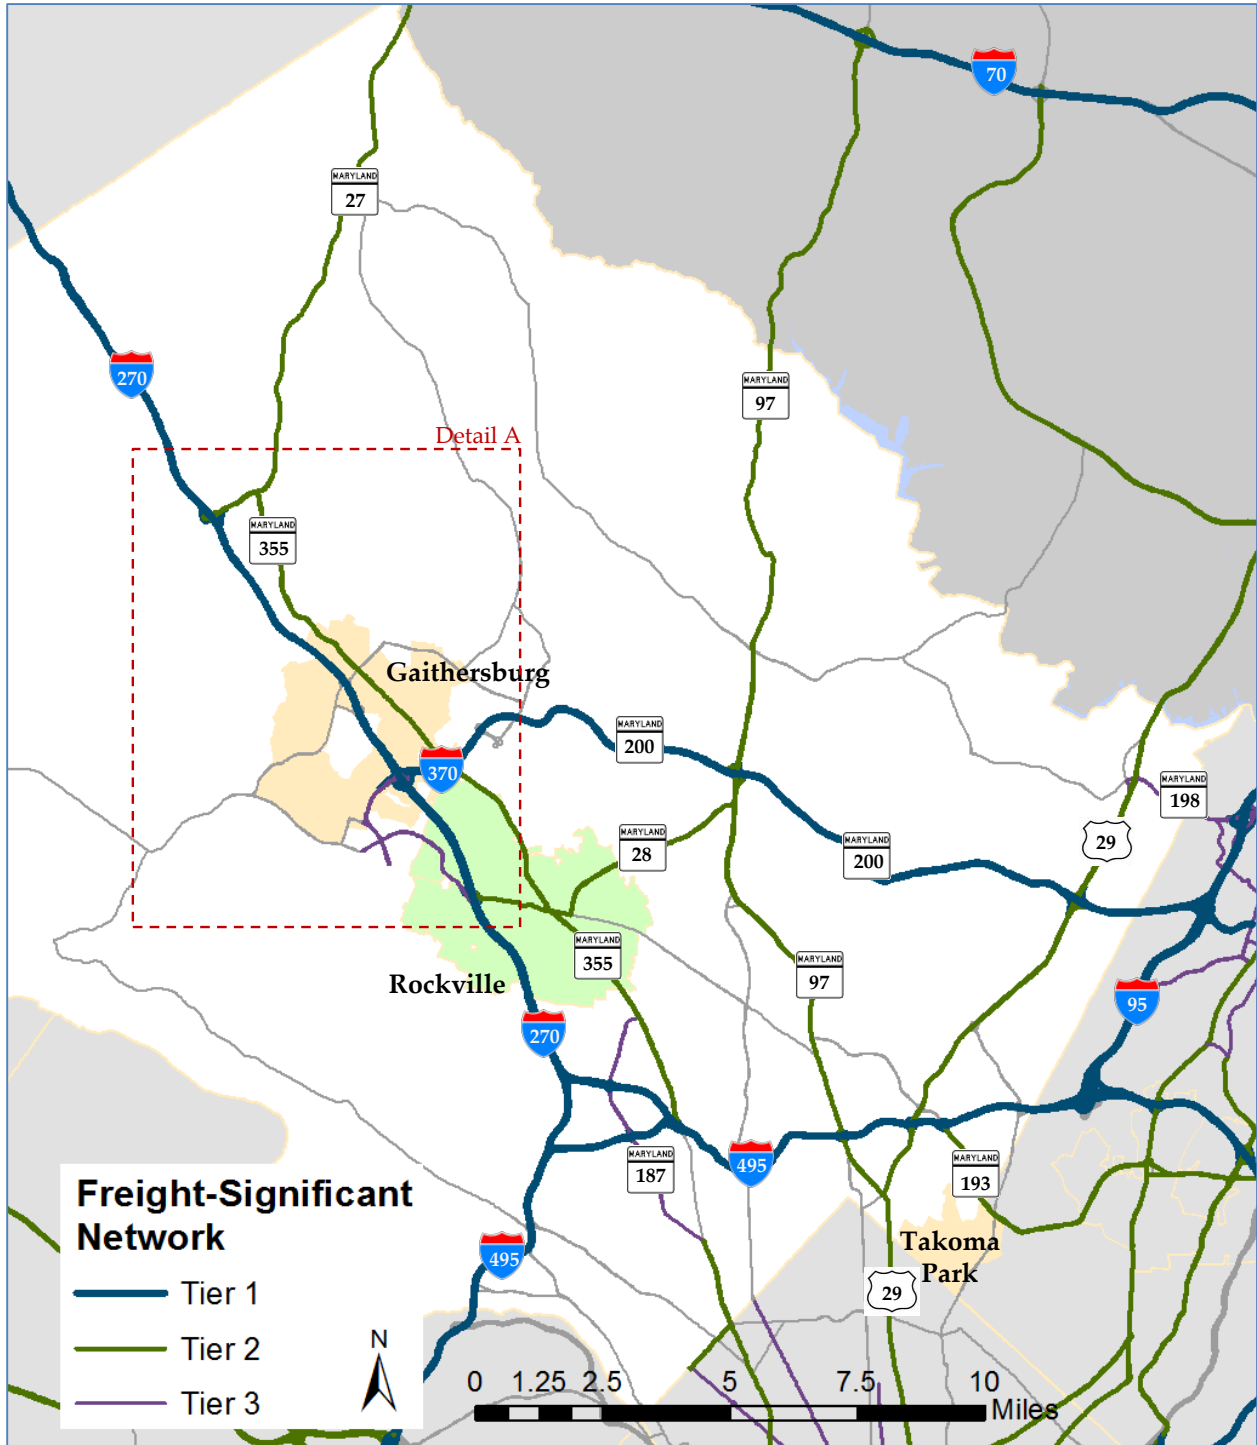 70
MARYLAND
27
270
MARYLAND
97
Detail A
MARYLAND
355
Gaithersburg
MARYLAND
200
370
MARYLAND
198
MARYLAND
28
MARYLAND
200
29
MARYLAND
355
MARYLAND
97
Rockville
95
270
MARYLAND
187
495
MARYLAND
193
Freight-Significant
Network
495
Takoma
Park
29
Tier 1
Tier 2
Tier 3
N
0 1.25 2.5 5 7.5 10
Miles